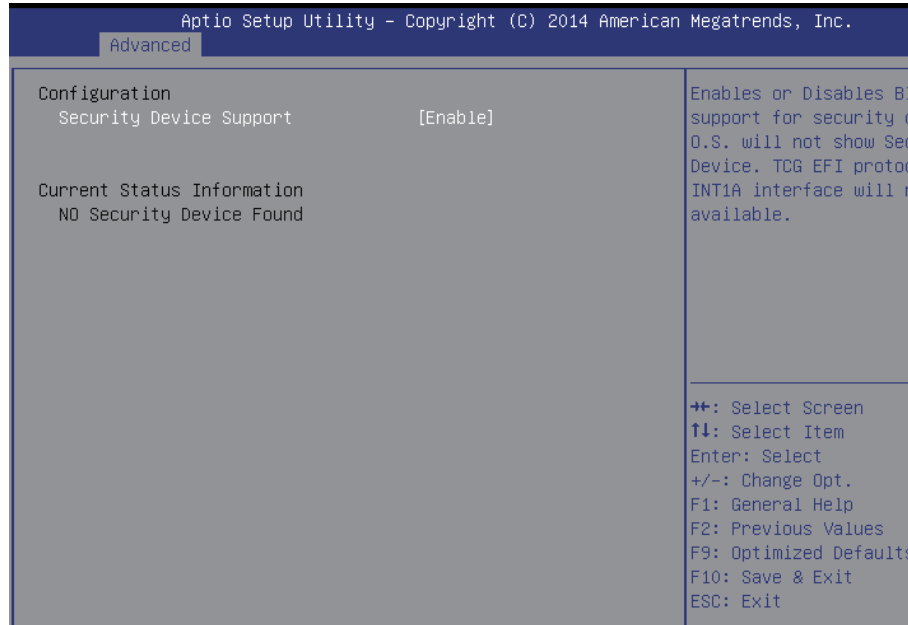 Aptio Setup Utility – Copyright (C) 2014 American Megatrends, Inc.
Advanced
Configuration
Security Device Support [Enable]
Current Status Information
NO Security Device Found
Enables or Disables
support for security
O.S. will not show
Device. TCG EFI
INT1A interface will
available.
→←: Select Screen
↑↓: Select Item
Enter: Select
+/-: Change Opt.
F1: General Help
F2: Previous Values
F9: Optimized Defaults
F10: Save & Exit
ESC: Exit